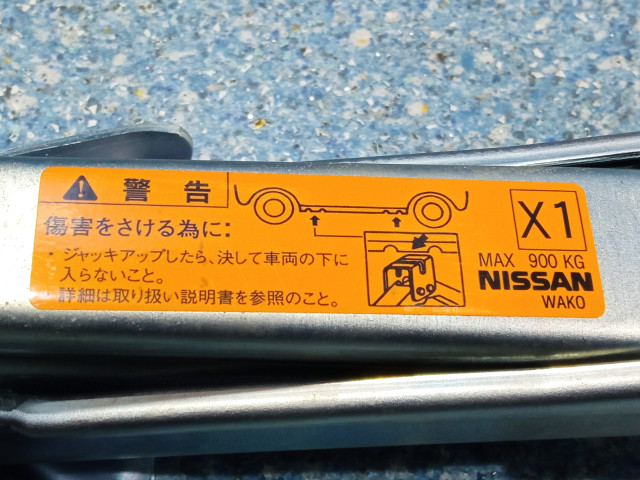 警告
傷害をさける為に:
・ジャッキアップしたら、決して車両の下に
入らないこと。
詳細は取り扱い説明書を参照のこと。
X1
MAX 900 KG
NISSAN
WAKO